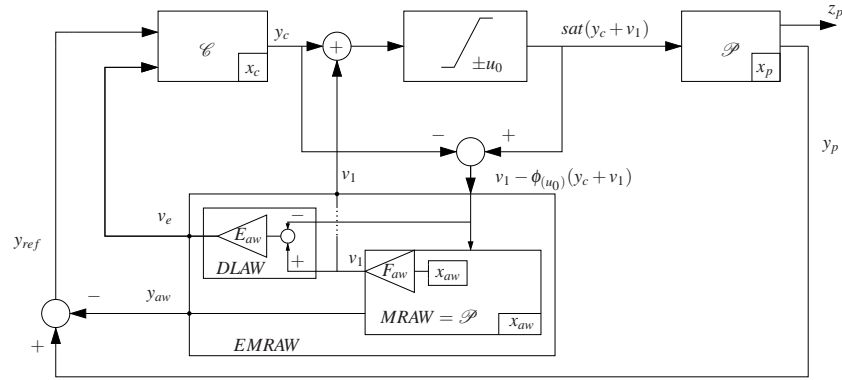 z_p
𝒞
x_c
y_c
+
±u_0
sat(y_c + v_1)
𝒫
x_p
−
+
y_p
v_1
v_1 − ϕ_(u_0)(y_c + v_1)
v_e
E_aw
−
+
DLAW
v_1
F_aw
x_aw
y_ref
y_aw
MRAW = 𝒫
x_aw
−
+
EMRAW